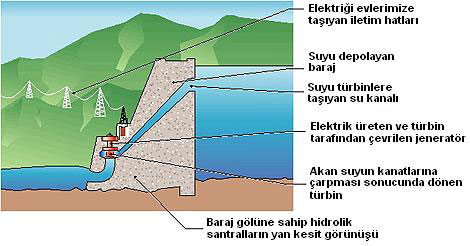 Elektriği evlerimize
taşıyan iletim hatları
Suyu depolayan
baraj
Suyu türbinlere
taşıyan su kanalı
Elektrik üreten ve türbin
tarafından çevrilen jeneratör
Akan suyun kanatlarına
çarpması sonucunda dönen
türbin
Baraj gölüne sahip hidrolik
santralların yan kesit görünüşü